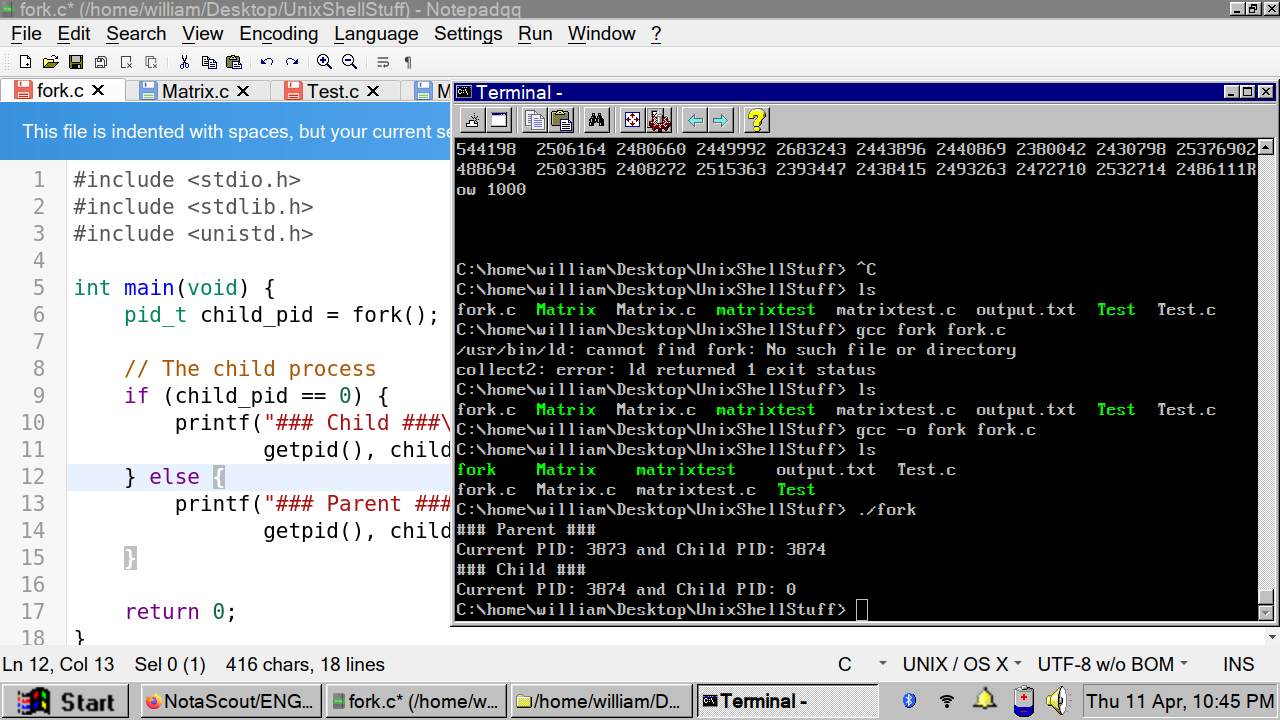 fork.c* (/home/william/Desktop/UnixShellStuff) - Notepadqq
File Edit Search View Encoding Language Settings Run Window ?
fork.c Matrix.c Test.c M
This file is indented with spaces, but your current se
1 #include <stdio.h>
2 #include <stdlib.h>
3 #include <unistd.h>
4
5 int main(void) {
6 pid_t child_pid = fork();
7
8 // The child process
9 if (child_pid == 0) {
10 printf("### Child ###\
11 getpid(), child
12 } else {
13 printf("### Parent ###
14 getpid(), child
15 }
16
17 return 0;
18 }
Terminal -
544198 2506164 2480660 2449992 2683243 2443896 2440869 2380042 2430798 25376902
488694 2503385 2408272 2515363 2393447 2438415 2493263 2472710 2532714 2486111R
ow 1000
C:\home\william\Desktop\UnixShellStuff> ^C
C:\home\william\Desktop\UnixShellStuff> ls
fork.c Matrix Matrix.c matrixtest matrixtest.c output.txt Test Test.c
C:\home\william\Desktop\UnixShellStuff> gcc fork fork.c
/usr/bin/ld: cannot find fork: No such file or directory
collect2: error: ld returned 1 exit status
C:\home\william\Desktop\UnixShellStuff> ls
fork.c Matrix Matrix.c matrixtest matrixtest.c output.txt Test Test.c
C:\home\william\Desktop\UnixShellStuff> gcc -o fork fork.c
C:\home\william\Desktop\UnixShellStuff> ls
fork Matrix matrixtest output.txt Test.c
fork.c Matrix.c matrixtest.c Test
C:\home\william\Desktop\UnixShellStuff> ./fork
### Parent ###
Current PID: 3873 and Child PID: 3874
### Child ###
Current PID: 3874 and Child PID: 0
C:\home\william\Desktop\UnixShellStuff>
Ln 12, Col 13 Sel 0 (1) 416 chars, 18 lines C UNIX / OS X UTF-8 w/o BOM INS
Start NotaScout/ENG... fork.c* (/home/w... /home/william/D... Terminal - Thu 11 Apr, 10:45 PM